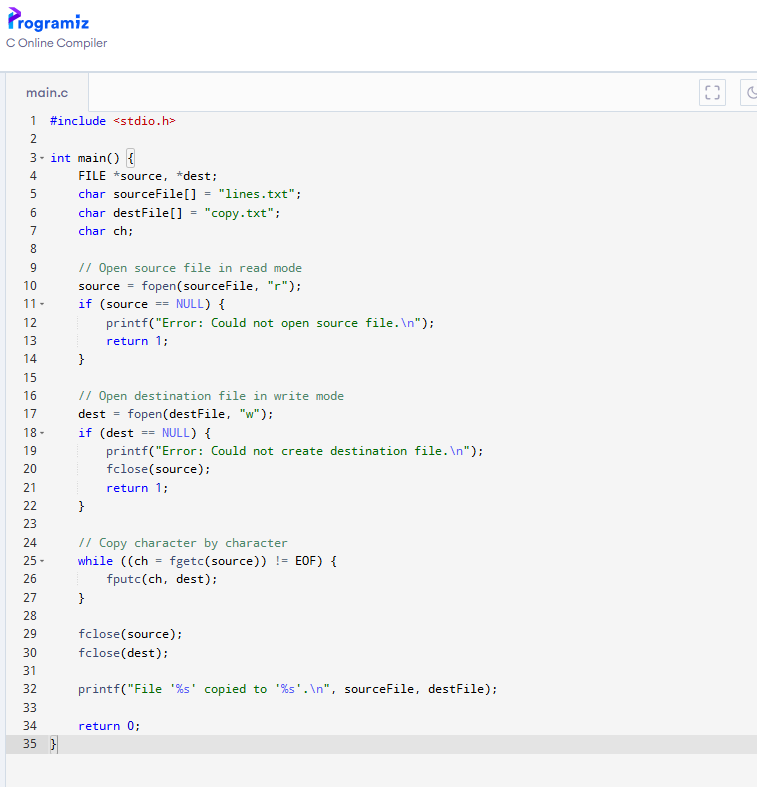 Programiz
C Online Compiler
main.c
1 #include <stdio.h>
2
3 int main() {
4     FILE *source, *dest;
5     char sourceFile[] = "lines.txt";
6     char destFile[] = "copy.txt";
7     char ch;
8
9     // Open source file in read mode
10     source = fopen(sourceFile, "r");
11     if (source == NULL) {
12         printf("Error: Could not open source file.\n");
13         return 1;
14     }
15
16     // Open destination file in write mode
17     dest = fopen(destFile, "w");
18     if (dest == NULL) {
19         printf("Error: Could not create destination file.\n");
20         fclose(source);
21         return 1;
22     }
23
24     // Copy character by character
25     while ((ch = fgetc(source)) != EOF) {
26         fputc(ch, dest);
27     }
28
29     fclose(source);
30     fclose(dest);
31
32     printf("File '%s' copied to '%s'.\n", sourceFile, destFile);
33
34     return 0;
35 }